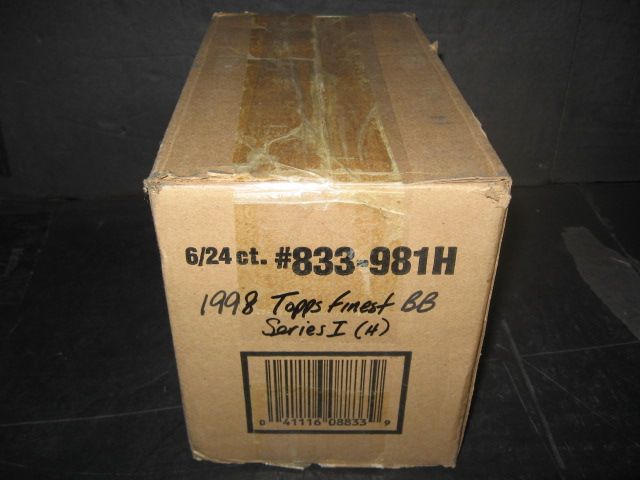 6/24 ct. #833-981H
1998 Topps finest BB
Series I (H)
0 41116 08833 9